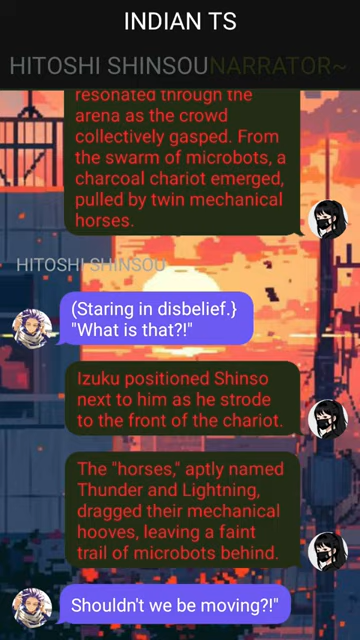 INDIAN TS
HITOSHI SHINSOU NARRATOR~
resonated through the
arena as the crowd
collectively gasped. From
the swarm of microbots, a
charcoal chariot emerged,
pulled by twin mechanical
horses.
HITOSHI SHINSOU
(Staring in disbelief.}
"What is that?!"
Izuku positioned Shinso
next to him as he strode
to the front of the chariot.
The "horses," aptly named
Thunder and Lightning,
dragged their mechanical
hooves, leaving a faint
trail of microbots behind.
Shouldn't we be moving?!"